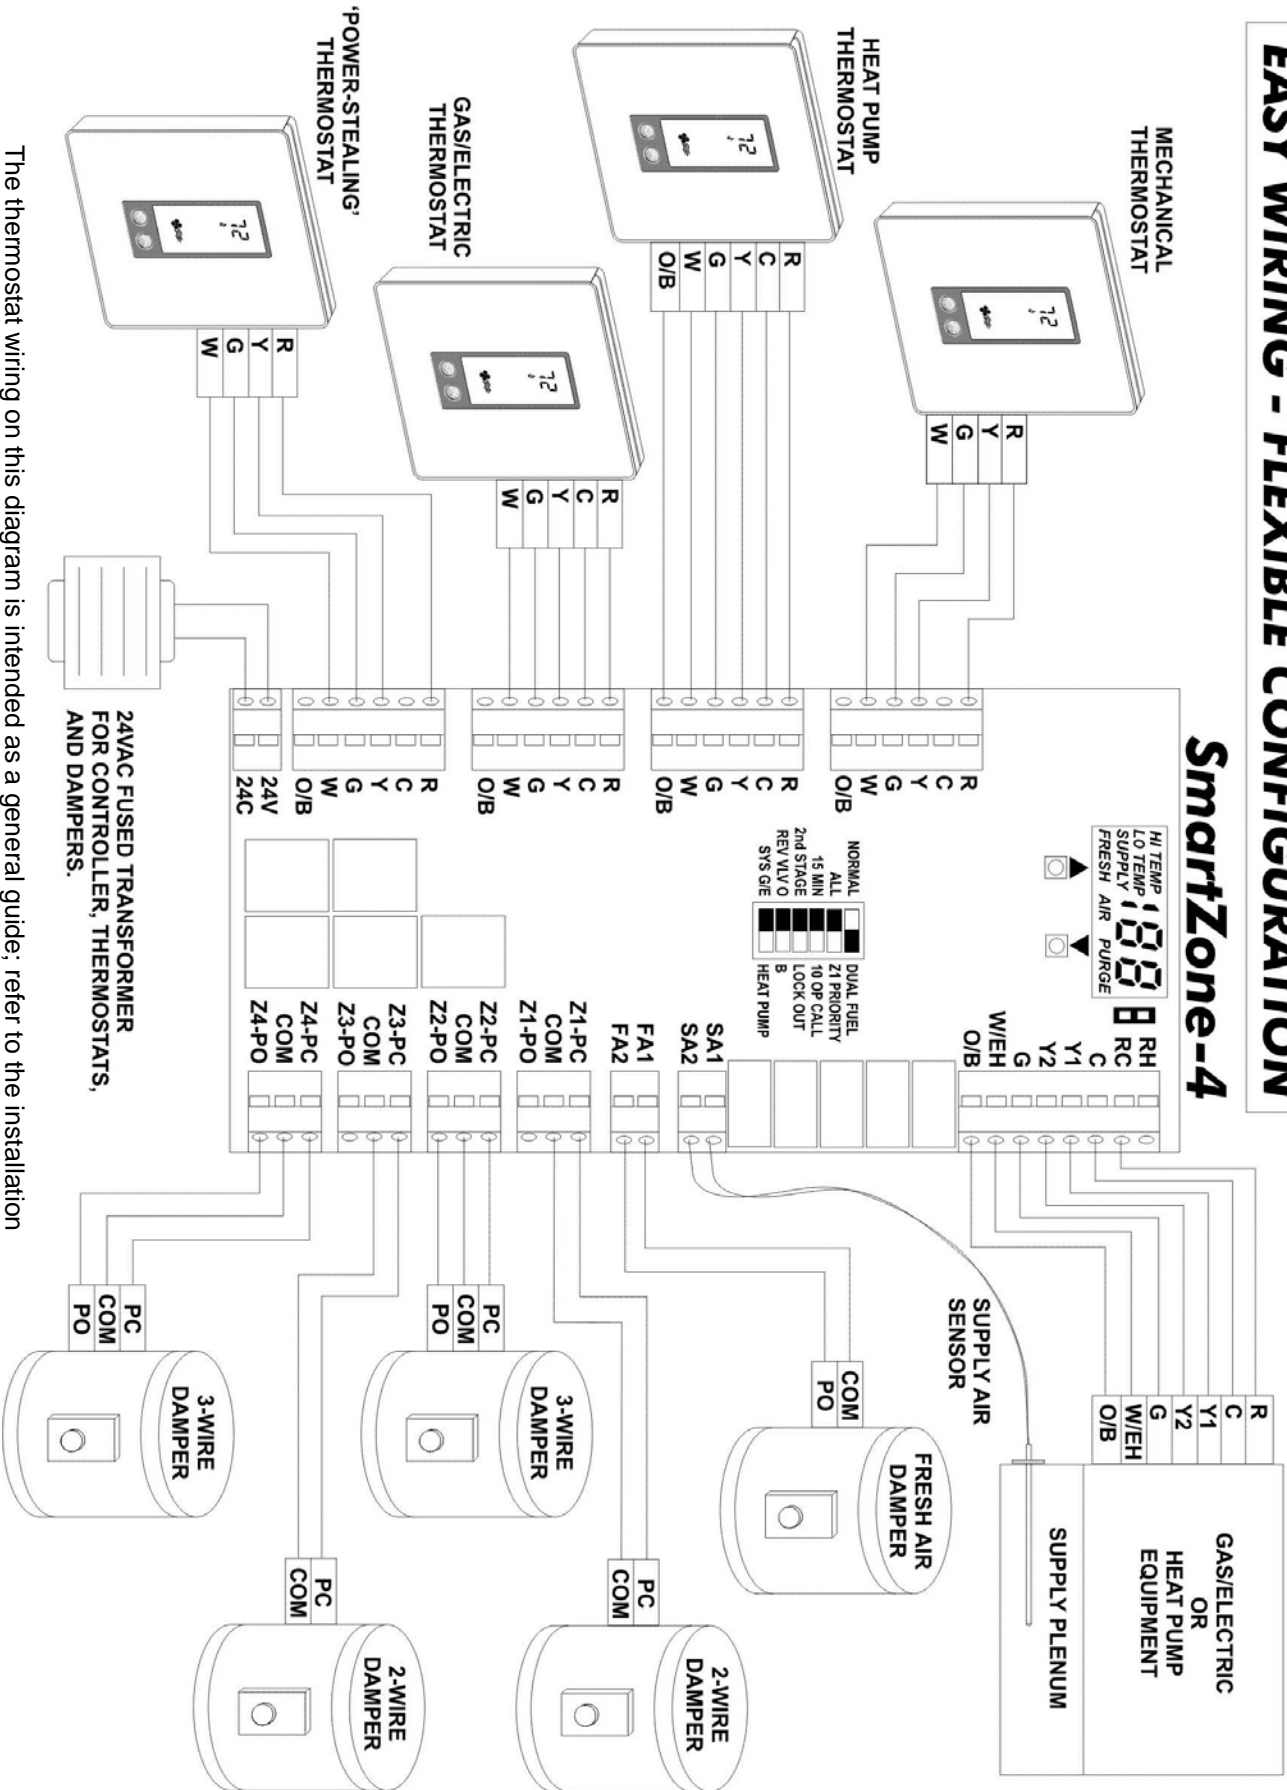 EASY WIRING - FLEXIBLE CONFIGURATION
SmartZone-4
MECHANICAL
THERMOSTAT
72
R
Y
G
W
HEAT PUMP
THERMOSTAT
72
R
C
Y
G
W
O/B
GAS/ELECTRIC
THERMOSTAT
72
R
C
Y
G
W
'POWER-STEALING'
THERMOSTAT
72
R
Y
G
W
R
C
Y
G
W
O/B
R
C
Y
G
W
O/B
R
C
Y
G
W
O/B
R
C
Y
G
W
O/B
24V
24C
24VAC FUSED TRANSFORMER
FOR CONTROLLER, THERMOSTATS,
AND DAMPERS.
HI TEMP
LO TEMP
SUPPLY
FRESH AIR PURGE
188
NORMAL DUAL FUEL
ALL Z1 PRIORITY
15 MIN 10 OP CALL
2nd STAGE LOCK OUT
REV VLV O B
SYS G/E HEAT PUMP
RH
RC
C
Y1
Y2
G
W/EH
O/B
SA1
SA2
FA1
FA2
Z1-PC
COM
Z1-PO
Z2-PC
COM
Z2-PO
Z3-PC
COM
Z3-PO
Z4-PC
COM
Z4-PO
R
C
Y1
Y2
G
W/EH
O/B
GAS/ELECTRIC
OR
HEAT PUMP
EQUIPMENT
SUPPLY PLENUM
SUPPLY AIR
SENSOR
COM
PO
FRESH AIR
DAMPER
PC
COM
2-WIRE
DAMPER
PC
COM
PO
3-WIRE
DAMPER
PC
COM
2-WIRE
DAMPER
PC
COM
PO
3-WIRE
DAMPER
The thermostat wiring on this diagram is intended as a general guide; refer to the installation